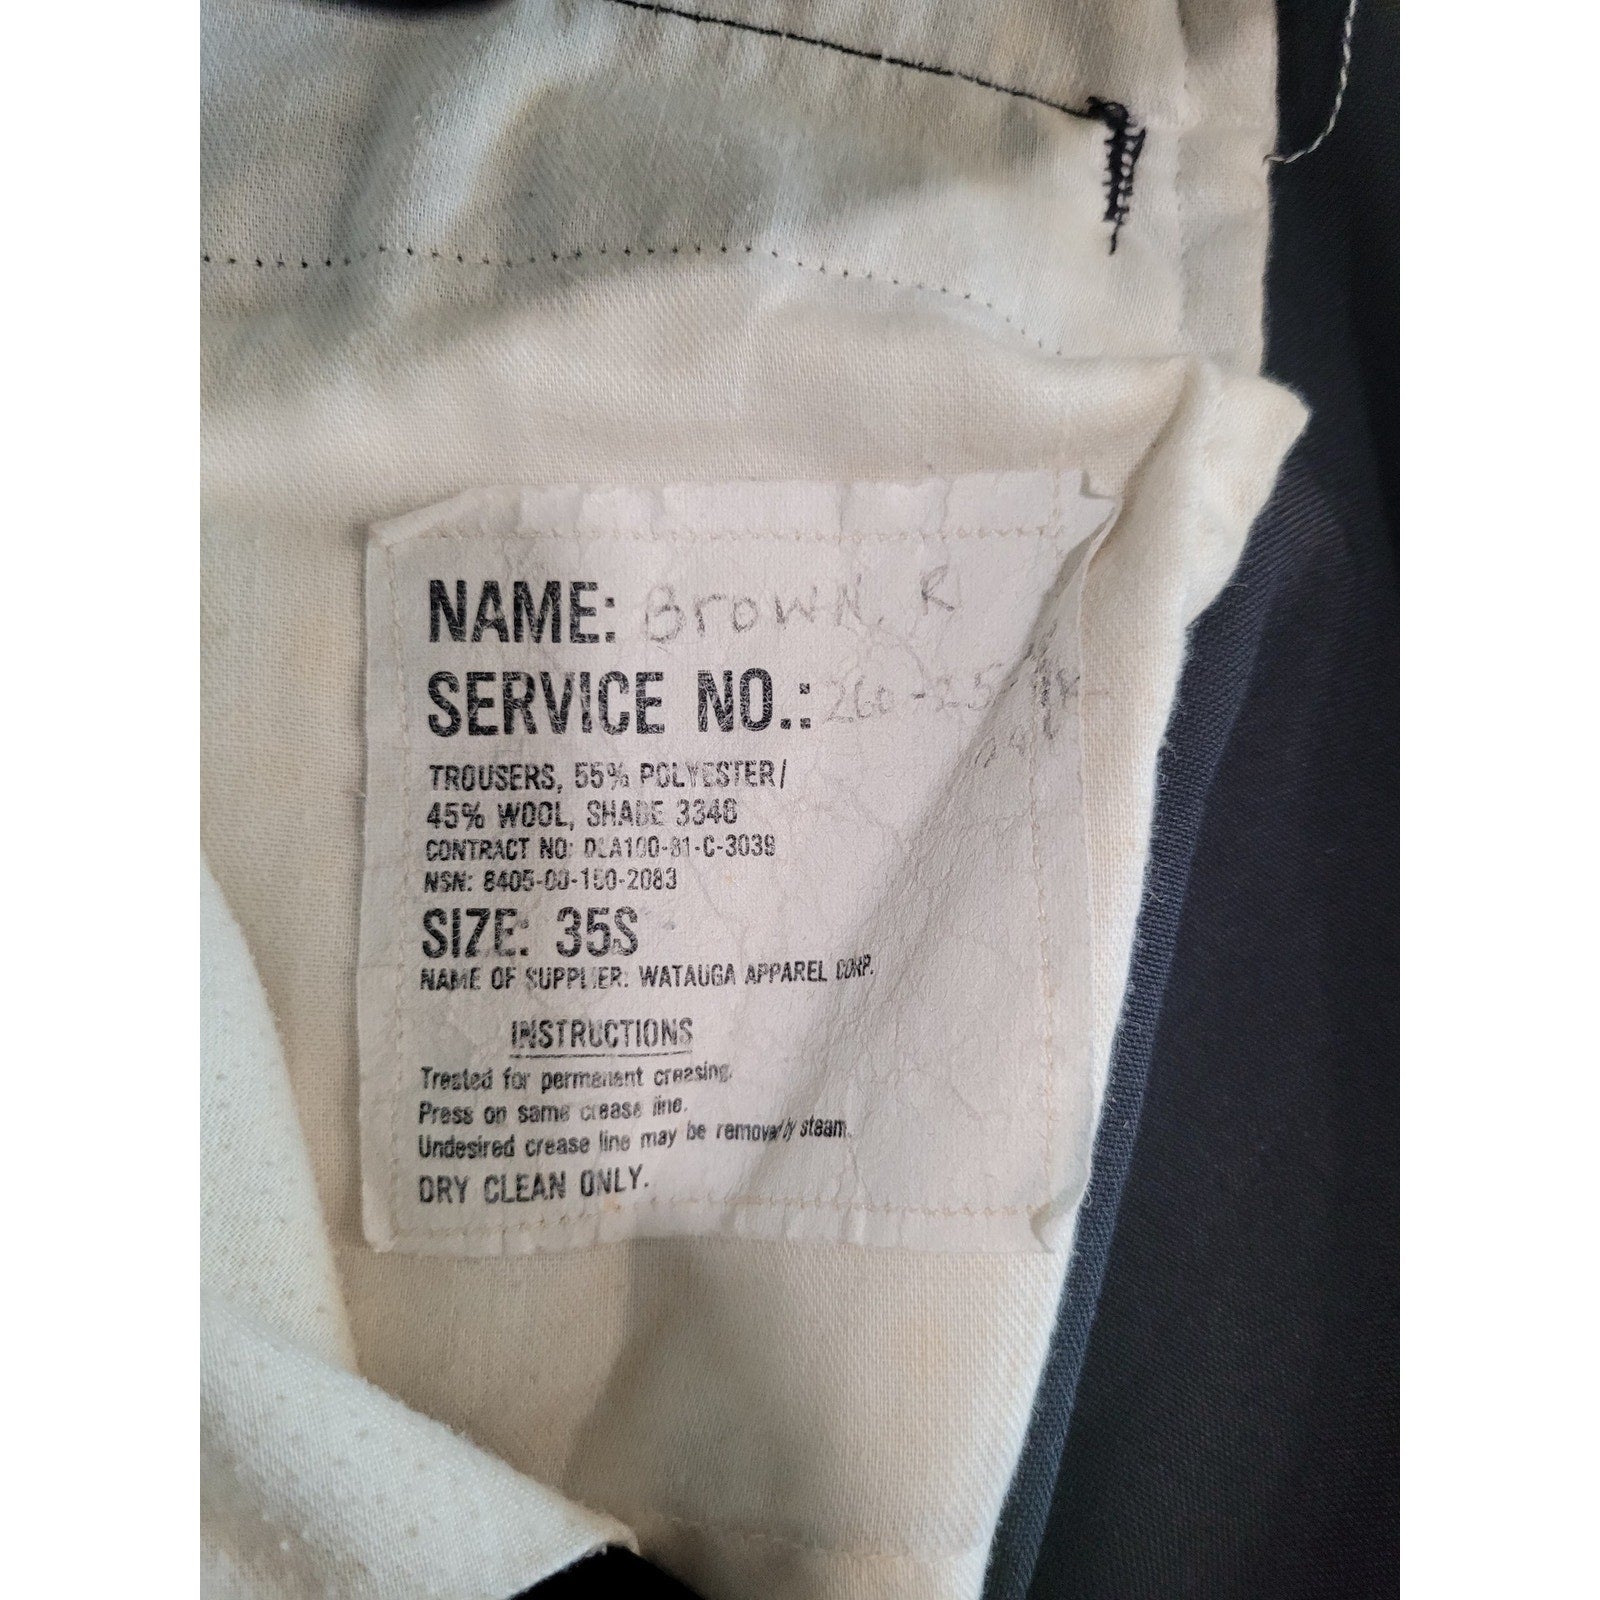 NAME: Brown, R
SERVICE NO.:
TROUSERS, 55% POLYESTER/
45% WOOL, SHADE 3346
CONTRACT NO: DLA100-81-C-3039
NSN: 8405-00-160-2083
SIZE: 35S
NAME OF SUPPLIER: WATAUGA APPAREL CORP.
INSTRUCTIONS
Treated for permanent creasing.
Press on same crease line.
Undesired crease line may be removed by steam.
DRY CLEAN ONLY.